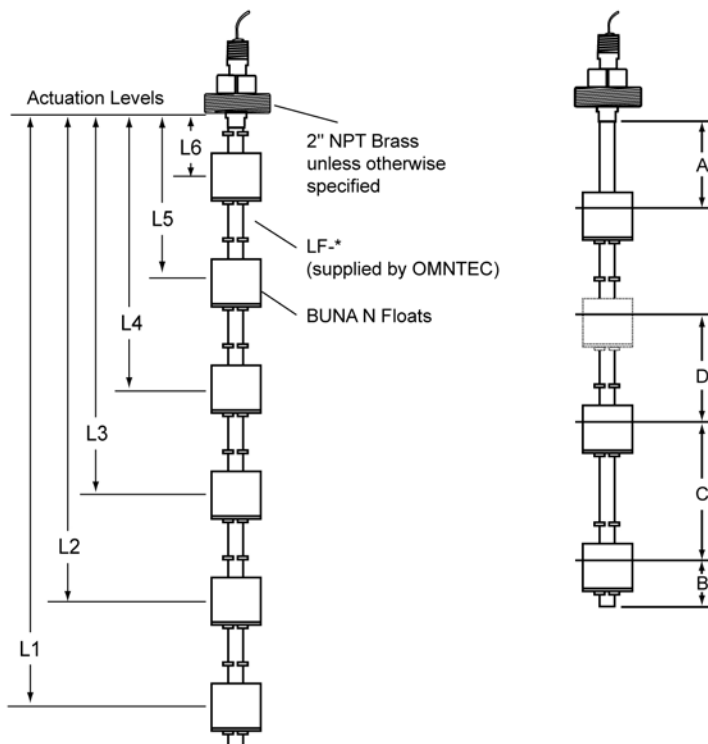 Actuation Levels
L6
2" NPT Brass
unless otherwise
specified
L5
LF-*
(supplied by OMNTEC)
BUNA N Floats
L4
L3
L2
L1
A
D
C
B